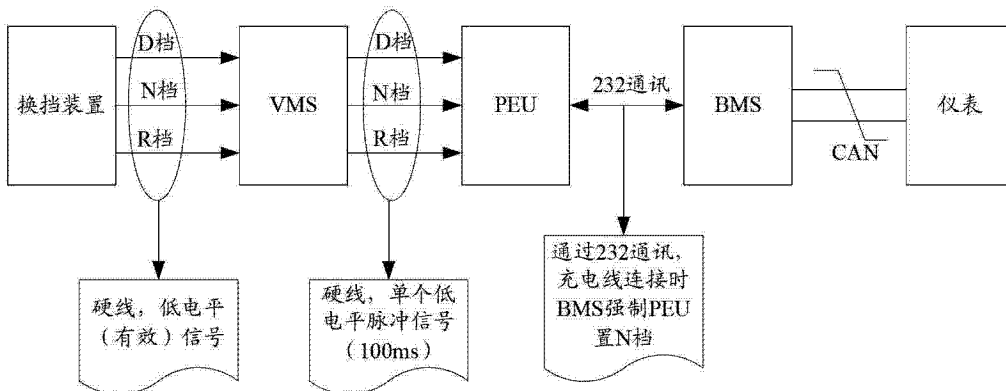 换挡装置
D档
N档
R档
VMS
D档
N档
R档
PEU
232通讯
BMS
CAN
仪表
硬线，低电平
（有效）信号
硬线，单个低
电平脉冲信号
（100ms）
通过232通讯，
充电线连接时
BMS强制PEU
置N档